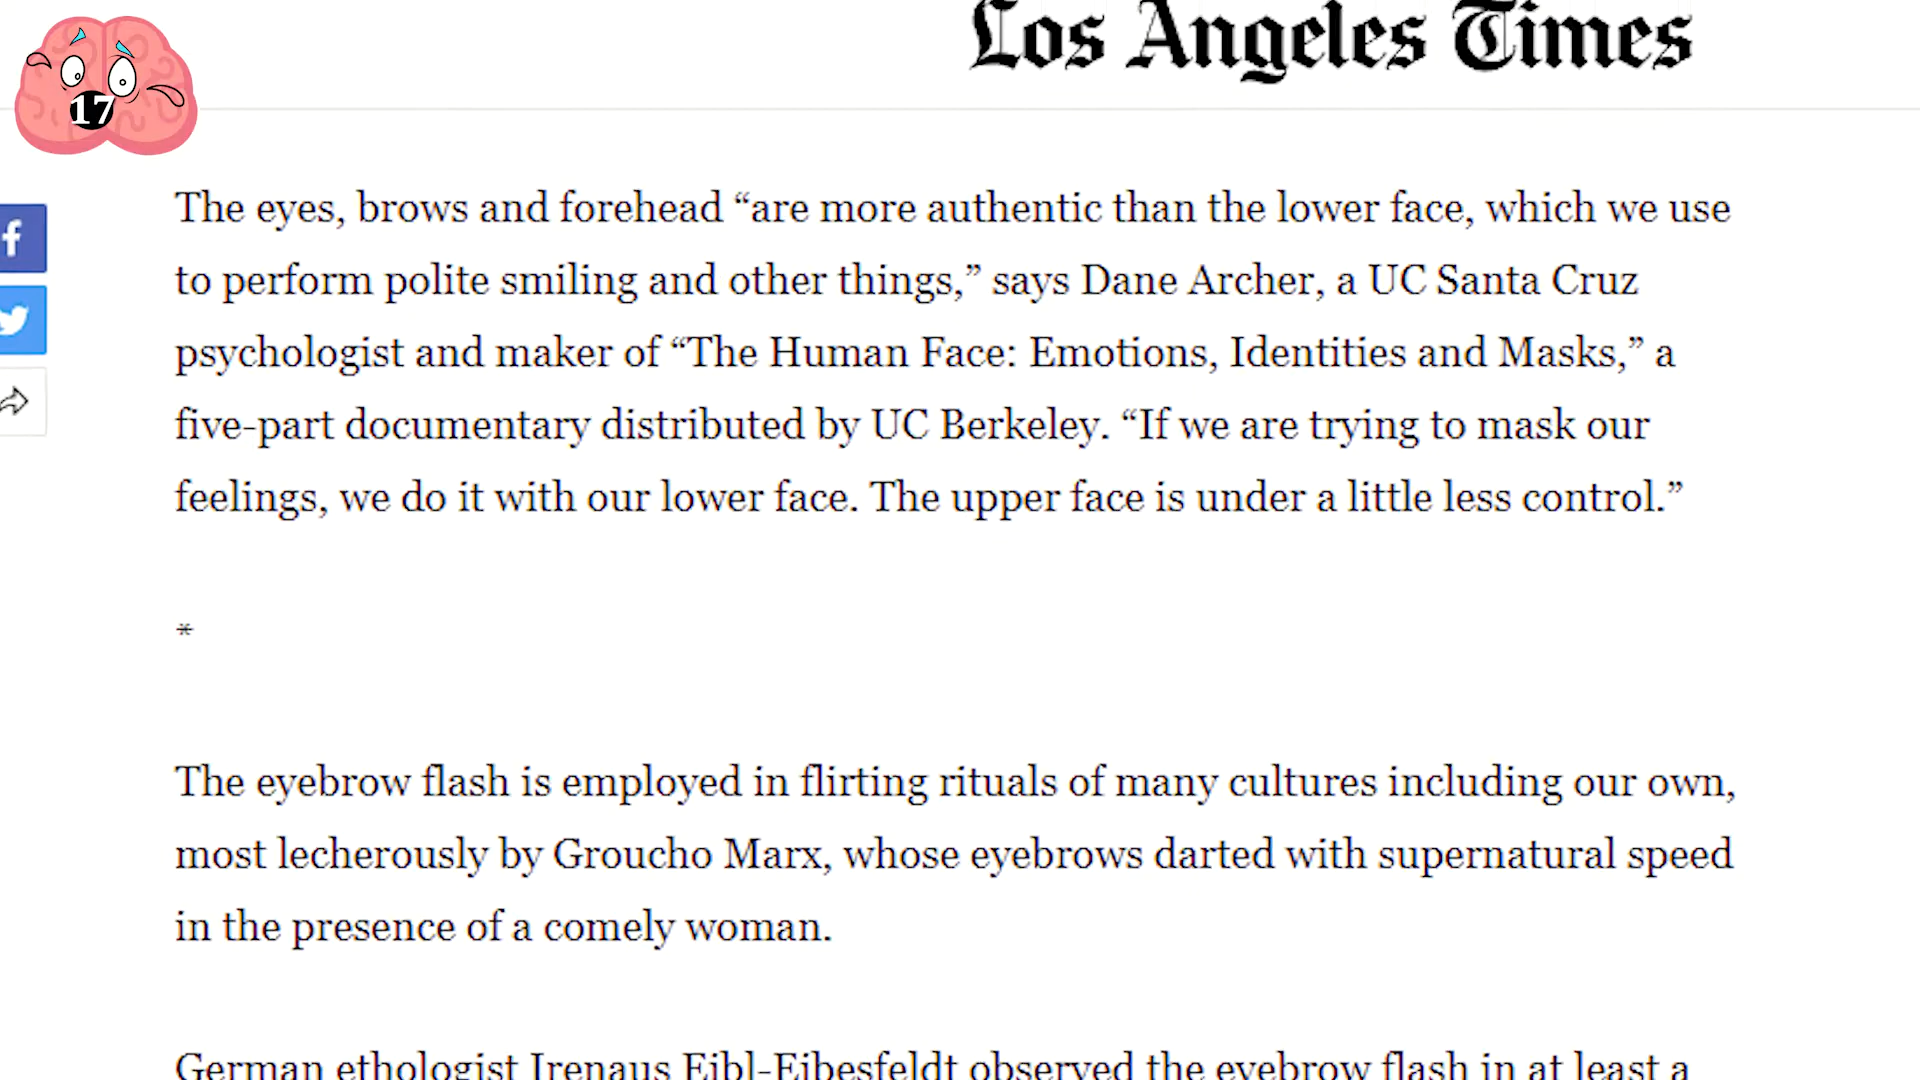 Los Angeles Times
17
The eyes, brows and forehead “are more authentic than the lower face, which we use
to perform polite smiling and other things,” says Dane Archer, a UC Santa Cruz
psychologist and maker of “The Human Face: Emotions, Identities and Masks,” a
five-part documentary distributed by UC Berkeley. “If we are trying to mask our
feelings, we do it with our lower face. The upper face is under a little less control.”
*
The eyebrow flash is employed in flirting rituals of many cultures including our own,
most lecherously by Groucho Marx, whose eyebrows darted with supernatural speed
in the presence of a comely woman.
German ethologist Irenaus Eibl-Eibesfeldt observed the eyebrow flash in at least a